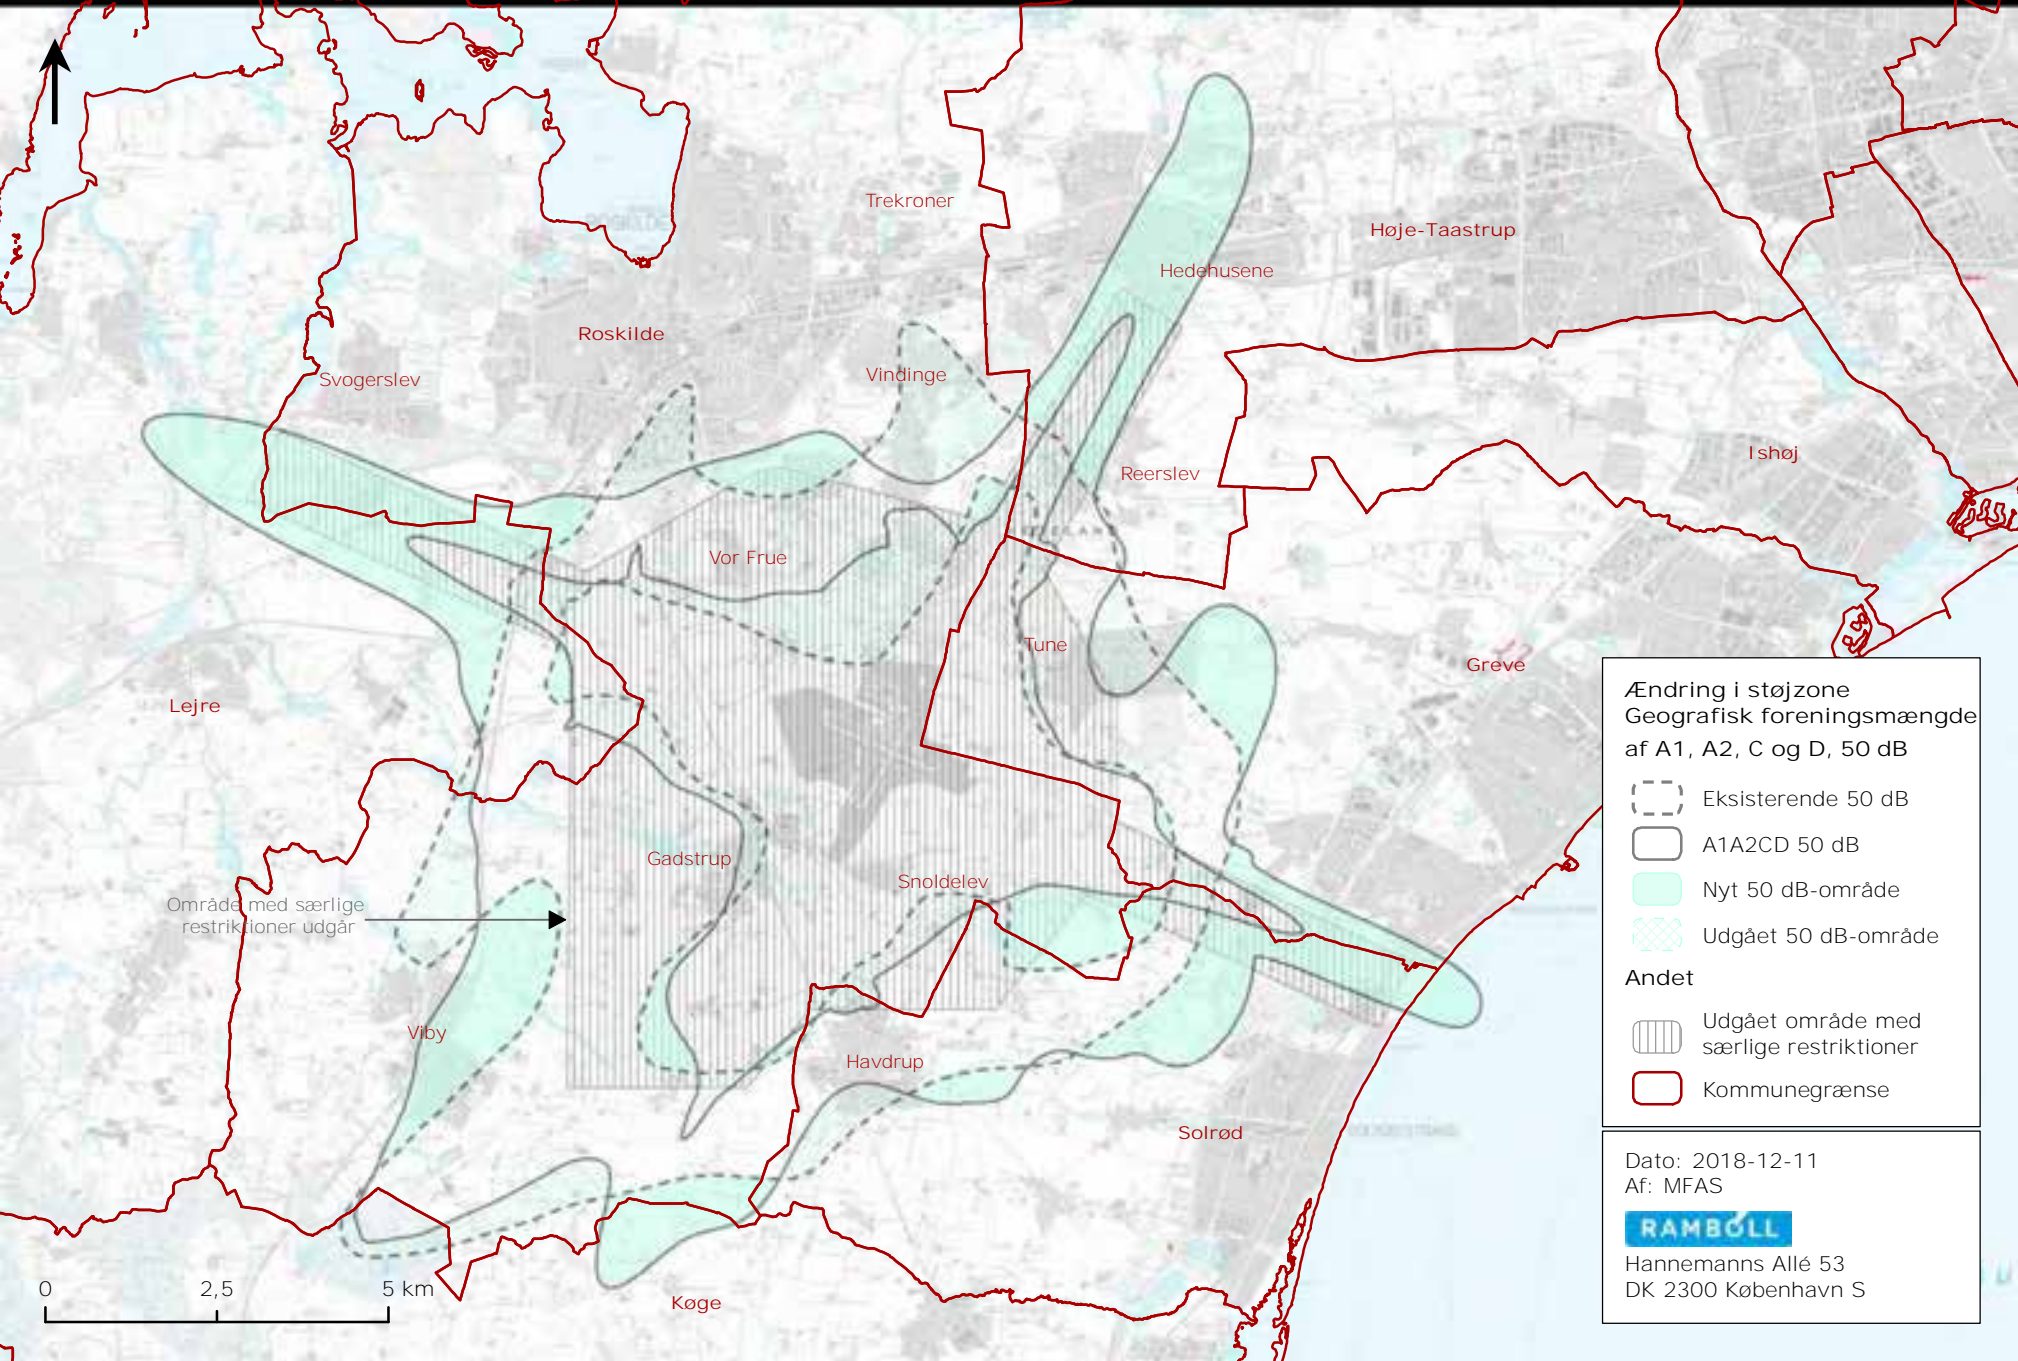 Trekroner
Høje-Taastrup
Hedehusene
Roskilde
Svogerslev
Vindinge
Ishøj
Reerslev
Vor Frue
Tune
Greve
Lejre
Gadstrup
Snoldelev
Område med særlige
restriktioner udgår
Viby
Havdrup
Solrød
Køge
0 2,5 5 km
Ændring i støjzone
Geografisk foreningsmængde
af A1, A2, C og D, 50 dB
Eksisterende 50 dB
A1A2CD 50 dB
Nyt 50 dB-område
Udgået 50 dB-område
Andet
Udgået område med
særlige restriktioner
Kommunegrænse
Dato: 2018-12-11
Af: MFAS
RAMBOLL
Hannemanns Allé 53
DK 2300 København S